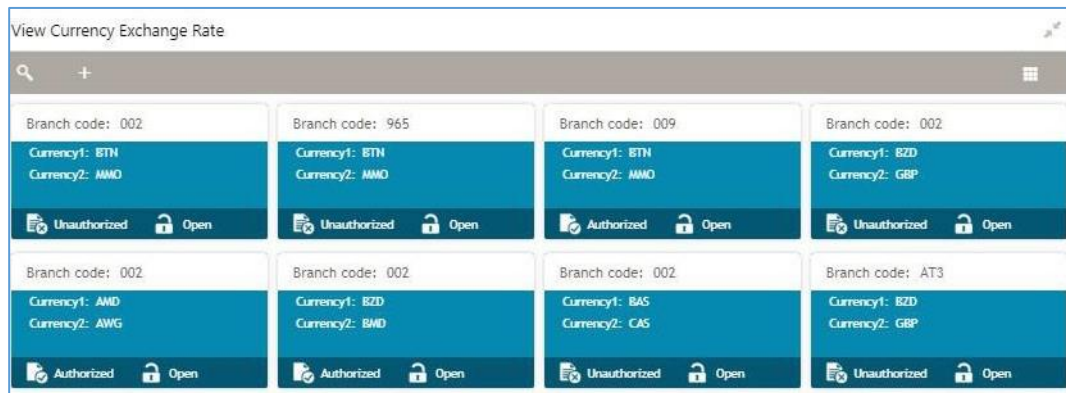 View Currency Exchange Rate
Branch code: 002
Currency1: BTN
Currency2: MMO
Unauthorized Open
Branch code: 965
Currency1: BTN
Currency2: MMO
Unauthorized Open
Branch code: 009
Currency1: BTN
Currency2: MMO
Authorized Open
Branch code: 002
Currency1: BZD
Currency2: GBP
Unauthorized Open
Branch code: 002
Currency1: AMD
Currency2: AWG
Authorized Open
Branch code: 002
Currency1: BZD
Currency2: BMD
Authorized Open
Branch code: 002
Currency1: BAS
Currency2: CAS
Unauthorized Open
Branch code: AT3
Currency1: BZD
Currency2: GBP
Unauthorized Open